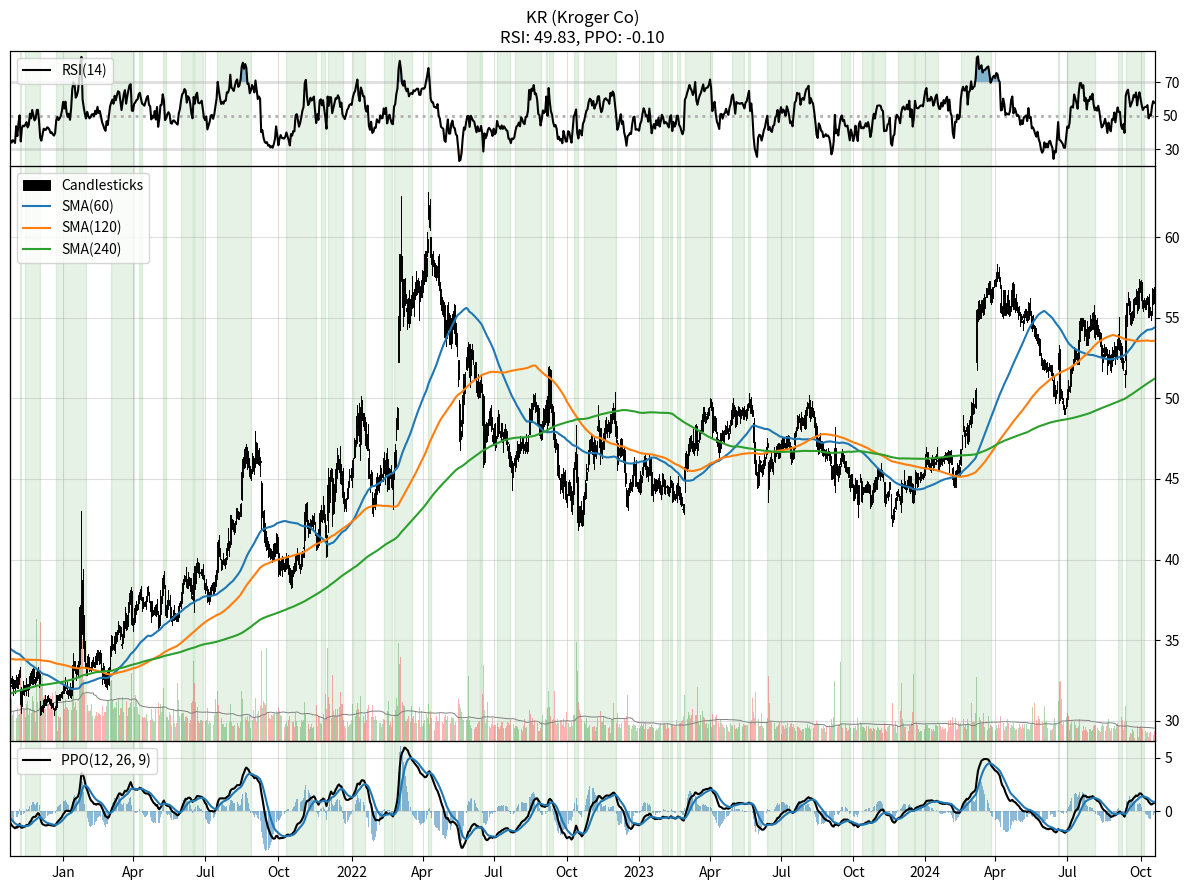 KR (Kroger Co)
RSI: 49.83, PPO: -0.10
RSI(14)
70
50
30
Candlesticks
SMA(60)
SMA(120)
SMA(240)
60
55
50
45
40
35
30
PPO(12, 26, 9)
5
0
Jan Apr Jul Oct 2022 Apr Jul Oct 2023 Apr Jul Oct 2024 Apr Jul Oct